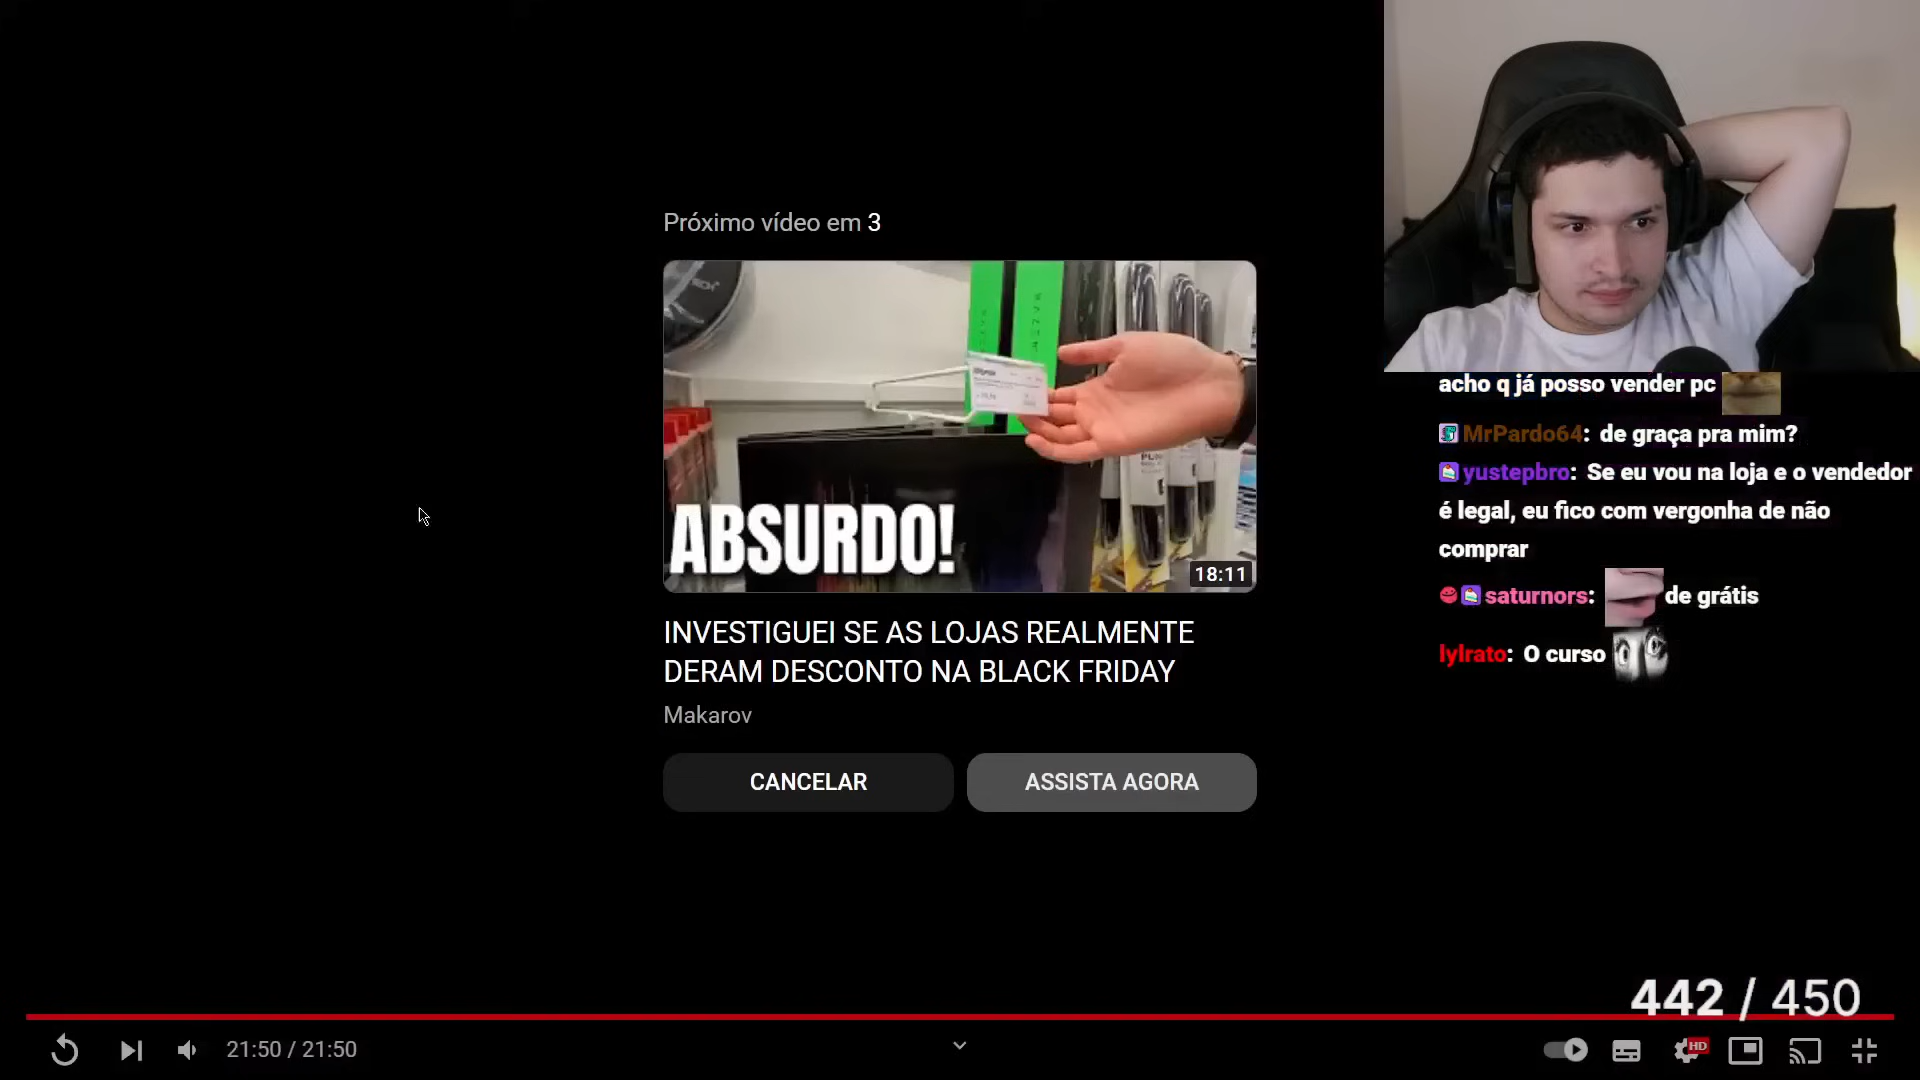 Próximo vídeo em 3
ABSURDO!
18:11
INVESTIGUEI SE AS LOJAS REALMENTE
DERAM DESCONTO NA BLACK FRIDAY
Makarov
CANCELAR
ASSISTA AGORA
acho q já posso vender pc
MrPardo64: de graça pra mim?
yustepbro: Se eu vou na loja e o vendedor
é legal, eu fico com vergonha de não
comprar
saturnors: de grátis
lylrato: O curso
442 / 450
21:50 / 21:50
HD